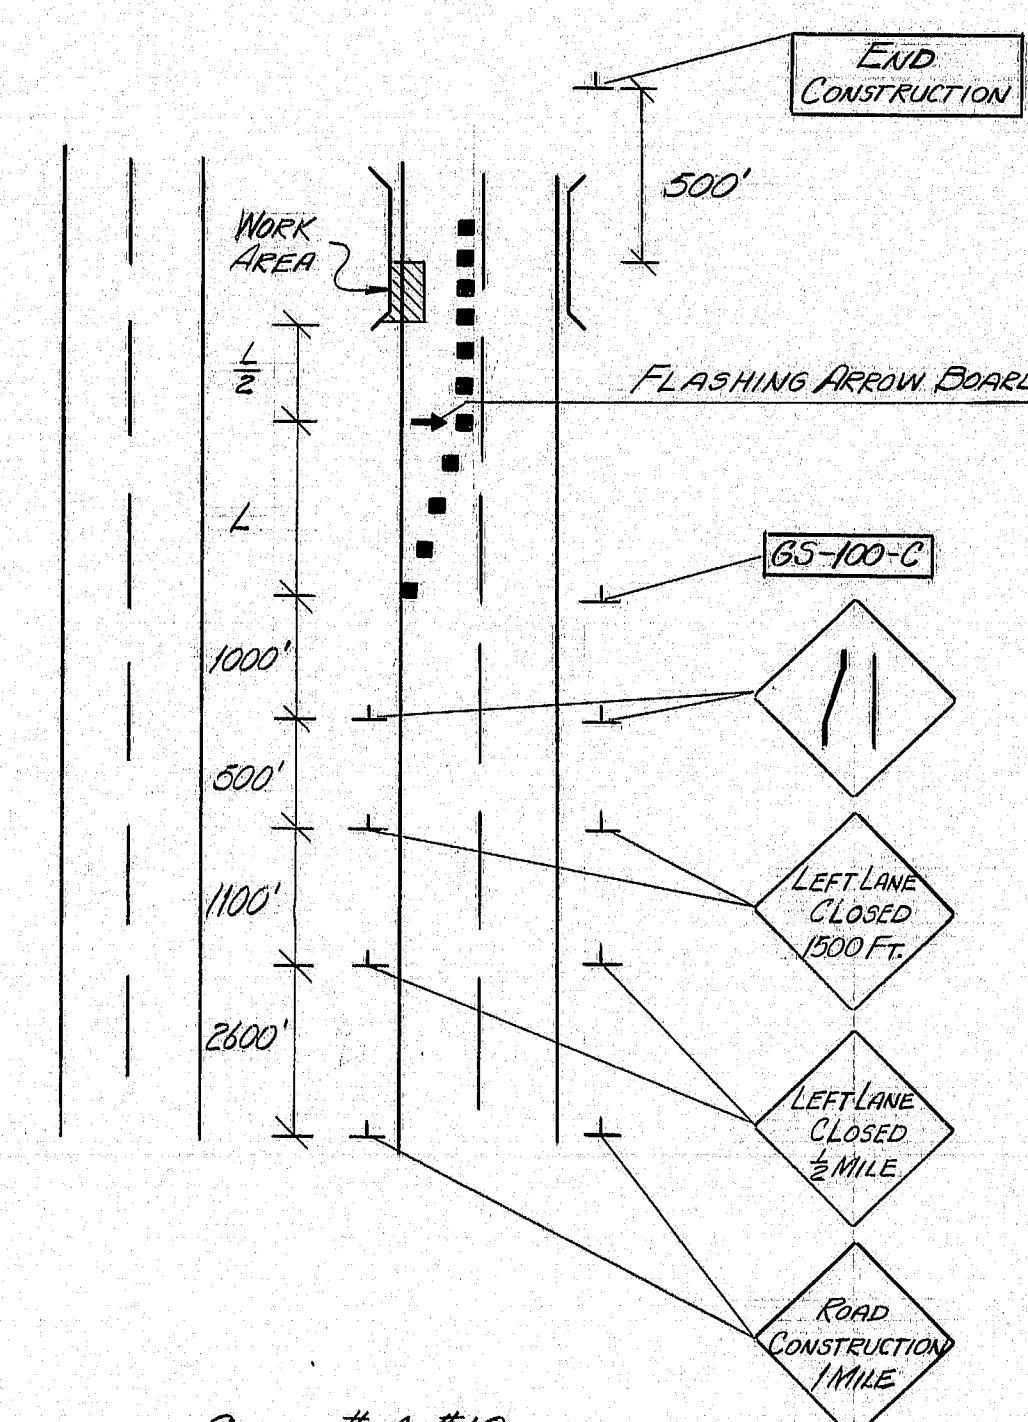 END
CONSTRUCTION
500'
WORK
AREA
L/2
FLASHING ARROW BOARD
L
GS-100-C
1000'
500'
LEFT LANE
CLOSED
1500 FT.
1100'
LEFT LANE
CLOSED
1/2 MILE
2600'
ROAD
CONSTRUCTION
1 MILE